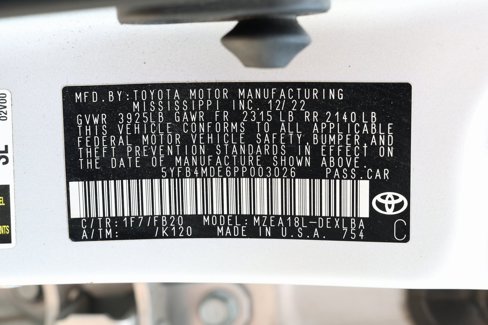 MFD.BY:TOYOTA MOTOR MANUFACTURING
MISSISSIPPI INC. 12/22
GVWR 3925LB GAWR FR 2315 LB RR 2140 LB
THIS VEHICLE CONFORMS TO ALL APPLICABLE
FEDERAL MOTOR VEHICLE SAFETY,BUMPER,AND
THEFT PREVENTION STANDARDS IN EFFECT ON
THE DATE OF MANUFACTURE SHOWN ABOVE.
5YFB4MDE6PP003026 PASS.CAR
C/TR:1F7/FB20 MODEL:MZEA18L-DEXLBA
A/TM: /K120 MADE IN U.S.A. 754 C
02V00